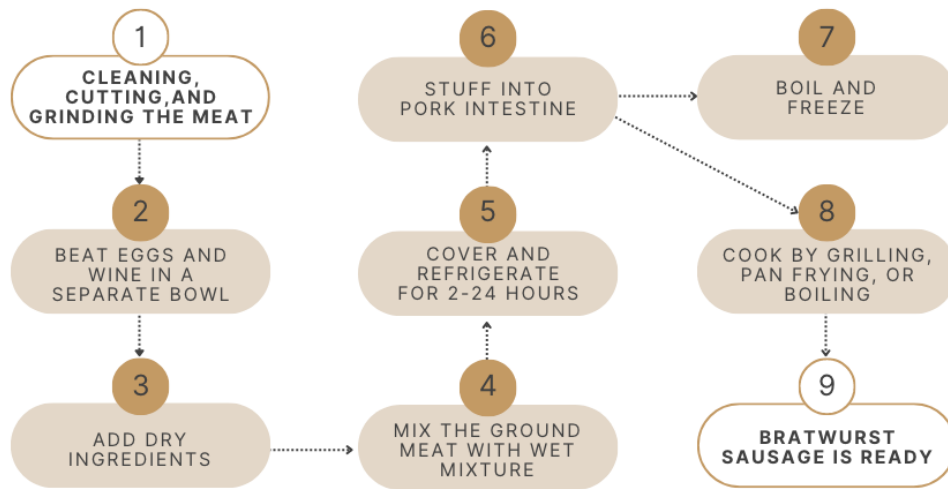 1
CLEANING,
CUTTING,AND
GRINDING THE MEAT
2
BEAT EGGS AND
WINE IN A
SEPARATE BOWL
3
ADD DRY
INGREDIENTS
4
MIX THE GROUND
MEAT WITH WET
MIXTURE
5
COVER AND
REFRIGERATE
FOR 2-24 HOURS
6
STUFF INTO
PORK INTESTINE
7
BOIL AND
FREEZE
8
COOK BY GRILLING,
PAN FRYING, OR
BOILING
9
BRATWURST
SAUSAGE IS READY